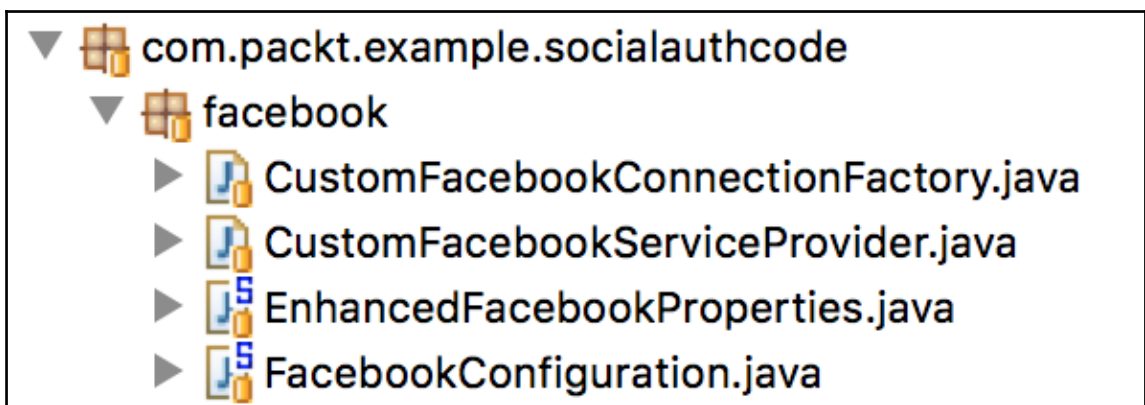 com.packt.example.socialauthcode
facebook
CustomFacebookConnectionFactory.java
CustomFacebookServiceProvider.java
EnhancedFacebookProperties.java
FacebookConfiguration.java